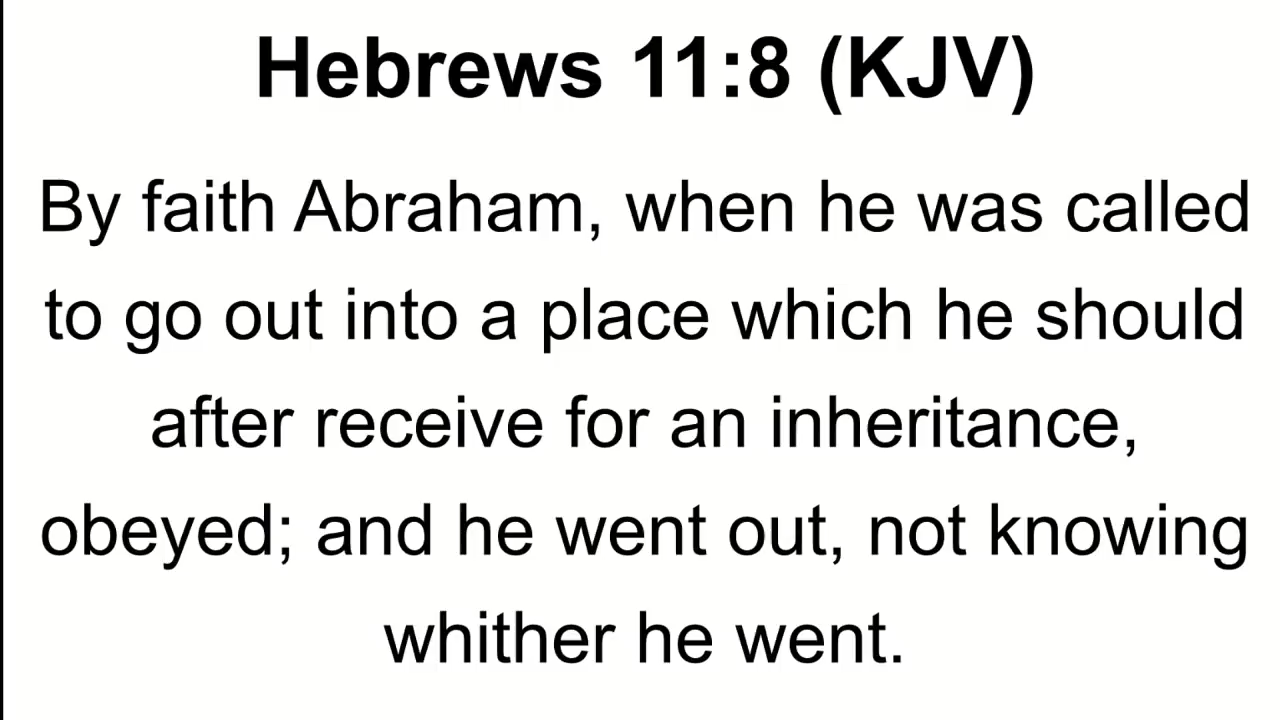 Hebrews 11:8 (KJV)
By faith Abraham, when he was called
to go out into a place which he should
after receive for an inheritance,
obeyed; and he went out, not knowing
whither he went.